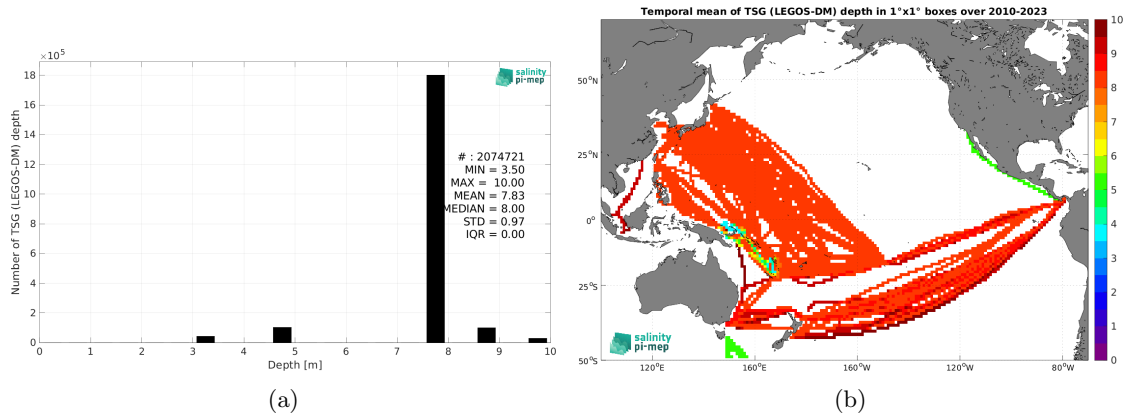 ×10⁵
18
16
14
12
10
8
6
4
2
0
Number of TSG (LEGOS-DM) depth
salinity
pi-mep
# : 2074721
MIN = 3.50
MAX = 10.00
MEAN = 7.83
MEDIAN = 8.00
STD = 0.97
IQR = 0.00
0 1 2 3 4 5 6 7 8 9 10
Depth [m]
(a)
Temporal mean of TSG (LEGOS-DM) depth in 1°x1° boxes over 2010-2023
50°N
25°N
0°
25°S
50°S
120°E 160°E 160°W 120°W 80°W
salinity
pi-mep
10
9
8
7
6
5
4
3
2
1
0
(b)